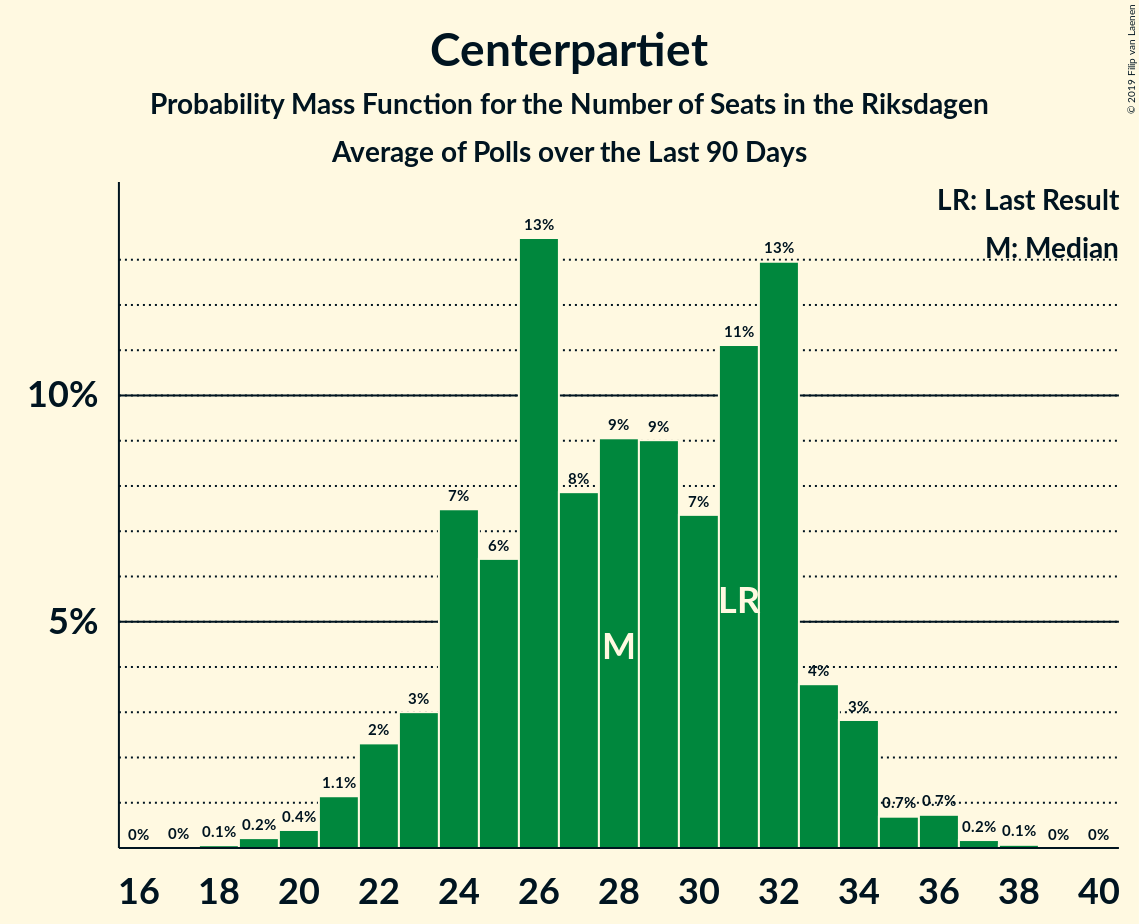 Centerpartiet
Probability Mass Function for the Number of Seats in the Riksdagen
Average of Polls over the Last 90 Days
© 2019 Filip van Laenen
LR: Last Result
M: Median
10%
5%
0% 0% 0.1% 0.2% 0.4% 1.1% 2% 3% 7% 6% 13% 8% 9% 9% 7% 11% 13% 4% 3% 0.7% 0.7% 0.2% 0.1% 0% 0%
M
LR
16 18 20 22 24 26 28 30 32 34 36 38 40